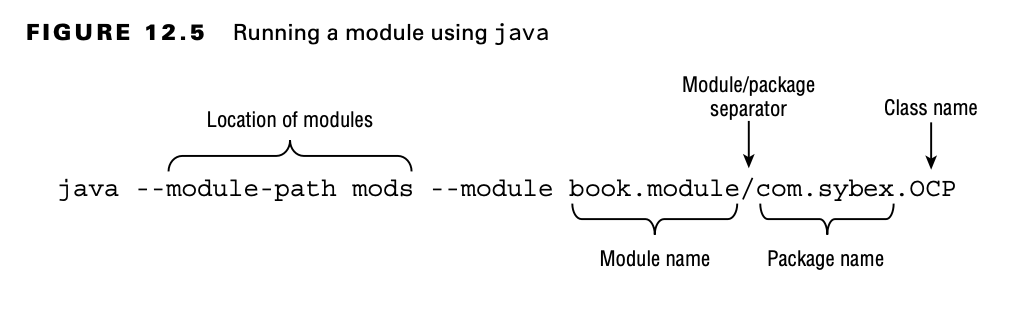 FIGURE 12.5 Running a module using java
Module/package
separator
Class name
Location of modules
java --module-path mods --module book.module/com.sybex.OCP
Module name
Package name